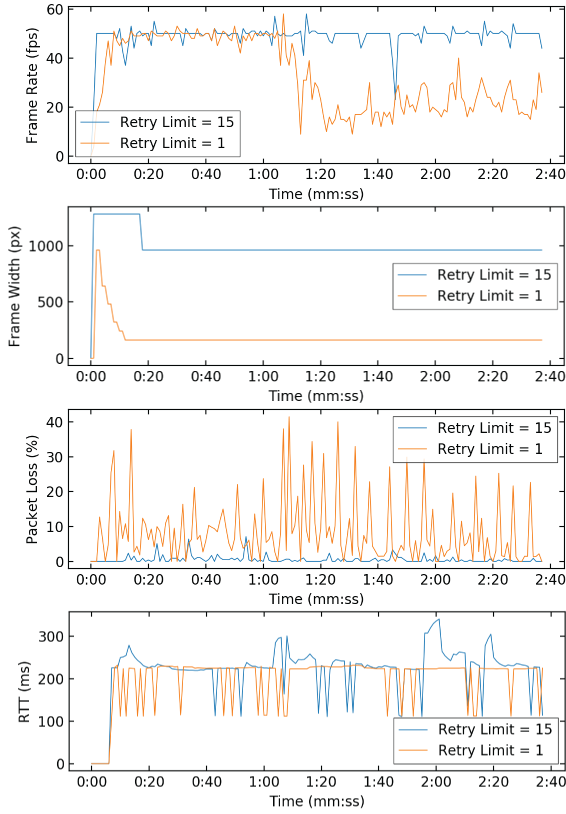 60
40
20
0
Frame Rate (fps)
Retry Limit = 15
Retry Limit = 1
0:00 0:20 0:40 1:00 1:20 1:40 2:00 2:20 2:40
Time (mm:ss)
1000
500
0
Frame Width (px)
Retry Limit = 15
Retry Limit = 1
0:00 0:20 0:40 1:00 1:20 1:40 2:00 2:20 2:40
Time (mm:ss)
40
30
20
10
0
Packet Loss (%)
Retry Limit = 15
Retry Limit = 1
0:00 0:20 0:40 1:00 1:20 1:40 2:00 2:20 2:40
Time (mm:ss)
300
200
100
0
RTT (ms)
Retry Limit = 15
Retry Limit = 1
0:00 0:20 0:40 1:00 1:20 1:40 2:00 2:20 2:40
Time (mm:ss)